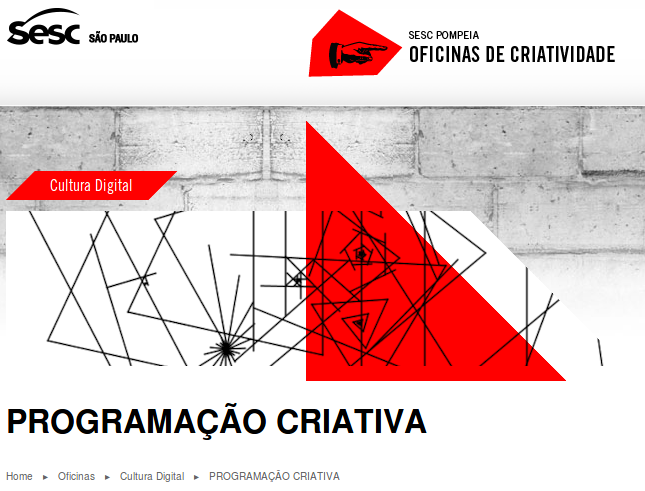 Sesc SÃO PAULO
SESC POMPEIA
OFICINAS DE CRIATIVIDADE
Cultura Digital
PROGRAMAÇÃO CRIATIVA
Home ▸ Oficinas ▸ Cultura Digital ▸ PROGRAMAÇÃO CRIATIVA